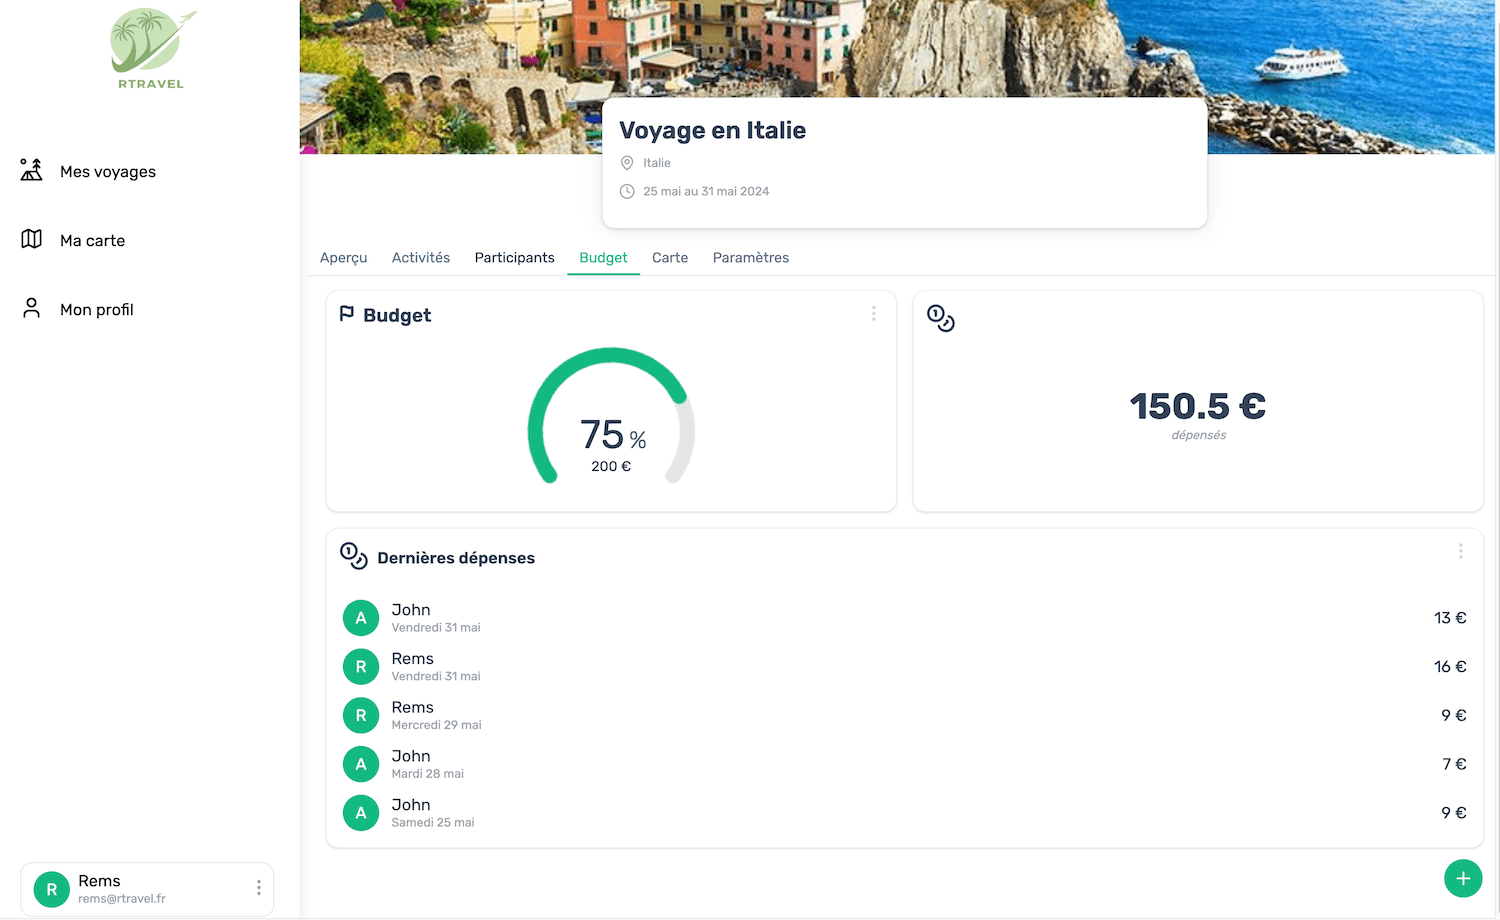 RTRAVEL
Mes voyages
Ma carte
Mon profil
Voyage en Italie
Italie
25 mai au 31 mai 2024
Aperçu Activités Participants Budget Carte Paramètres
Budget
75 %
200 €
150.5 €
dépensés
Dernières dépenses
A John 13 €
Vendredi 31 mai
R Rems 16 €
Vendredi 31 mai
R Rems 9 €
Mercredi 29 mai
A John 7 €
Mardi 28 mai
A John 9 €
Samedi 25 mai
R Rems
rems@rtravel.fr